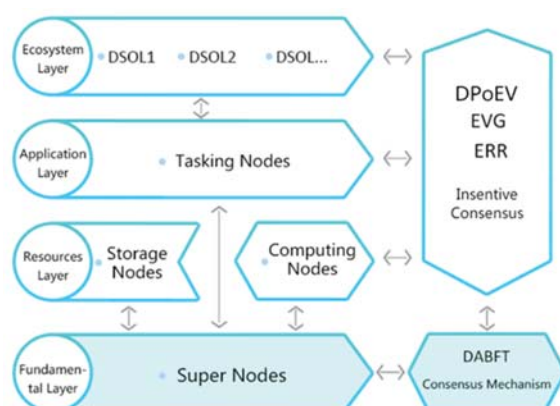 Ecosystem
Layer
DSOL1
DSOL2
DSOL...
Application
Layer
Tasking Nodes
Resources
Layer
Storage
Nodes
Computing
Nodes
Fundamen-
tal Layer
Super Nodes
DPoEV
EVG
ERR
Insentive
Consensus
DABFT
Consensus Mechanism